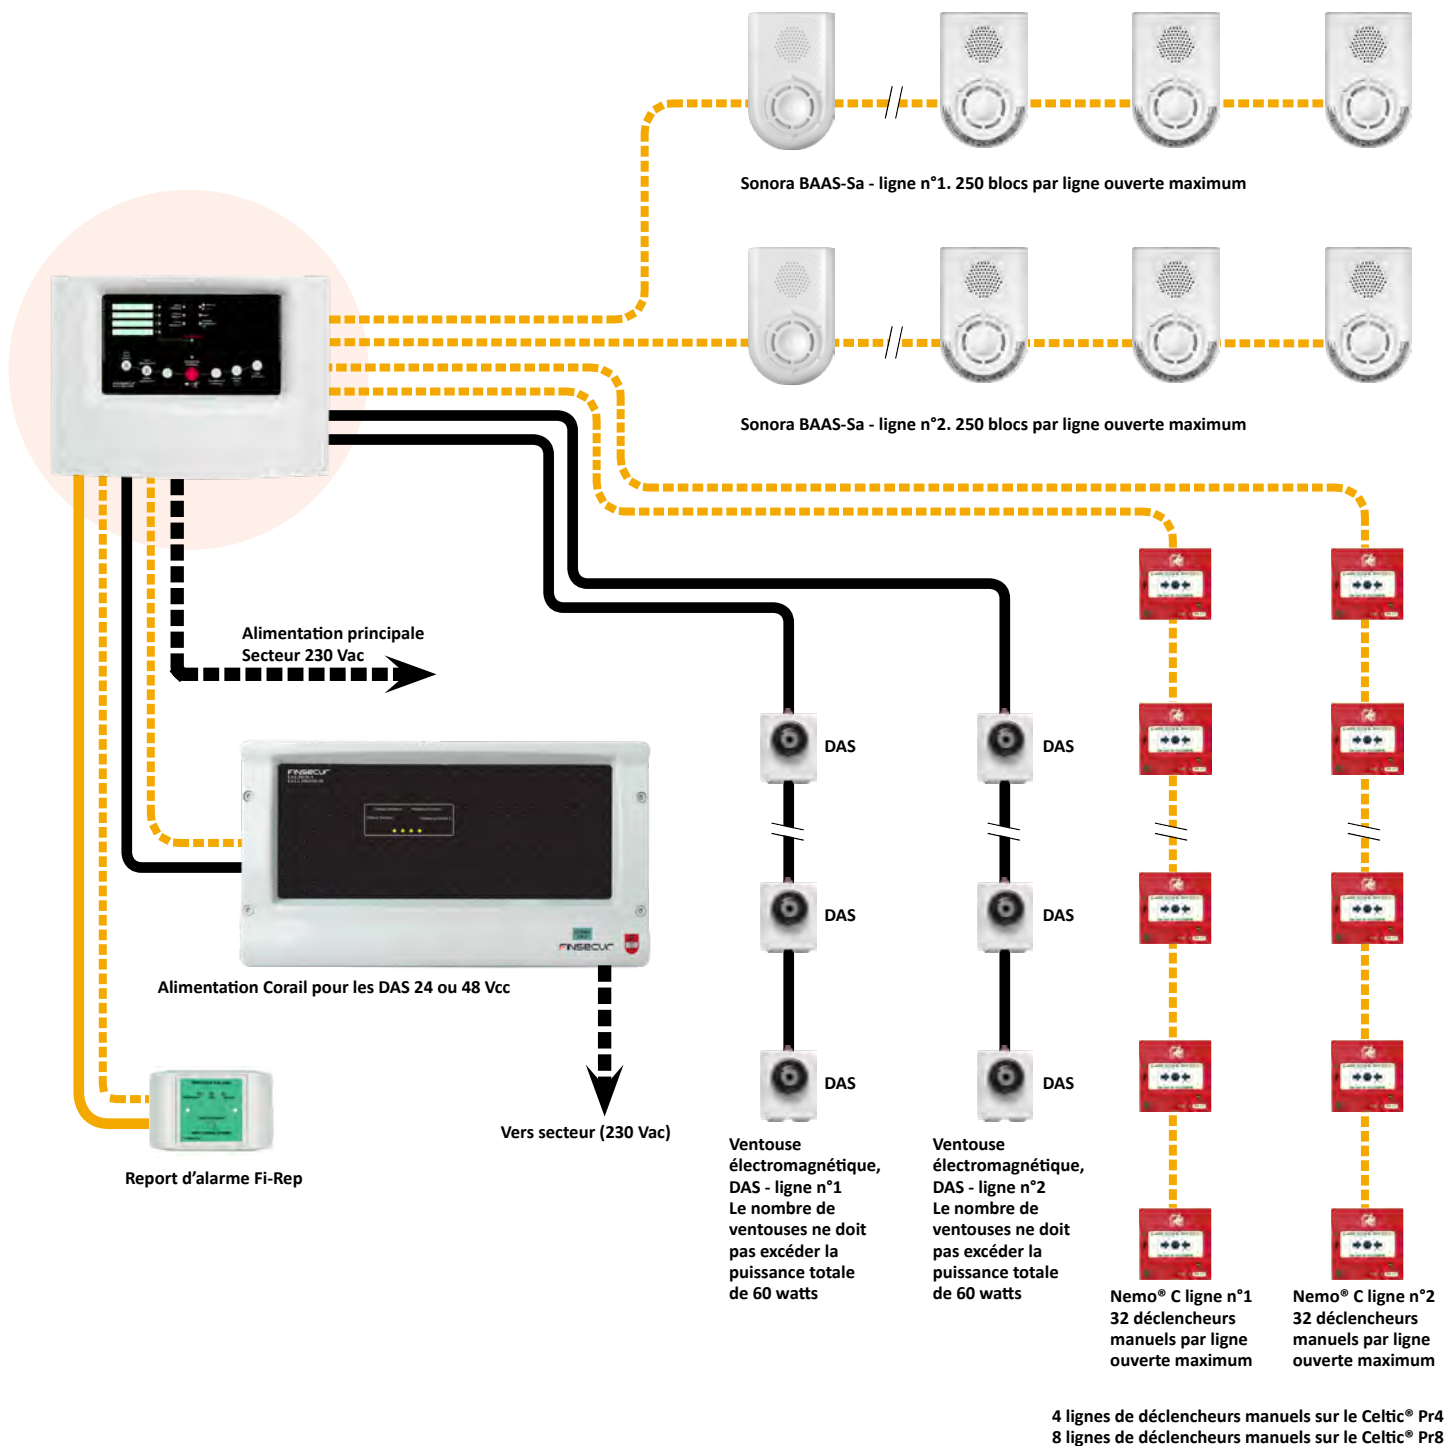 Sonora BAAS-Sa - ligne n°1. 250 blocs par ligne ouverte maximum
Sonora BAAS-Sa - ligne n°2. 250 blocs par ligne ouverte maximum
Alimentation principale
Secteur 230 Vac
FINSECUR
FINSECUR
Alimentation Corail pour les DAS 24 ou 48 Vcc
Vers secteur (230 Vac)
Report d’alarme Fi-Rep
DAS
DAS
DAS
DAS
DAS
DAS
Ventouse
électromagnétique,
DAS - ligne n°1
Le nombre de
ventouses ne doit
pas excéder la
puissance totale
de 60 watts
Ventouse
électromagnétique,
DAS - ligne n°2
Le nombre de
ventouses ne doit
pas excéder la
puissance totale
de 60 watts
Nemo® C ligne n°1
32 déclencheurs
manuels par ligne
ouverte maximum
Nemo® C ligne n°2
32 déclencheurs
manuels par ligne
ouverte maximum
4 lignes de déclencheurs manuels sur le Celtic® Pr4
8 lignes de déclencheurs manuels sur le Celtic® Pr8